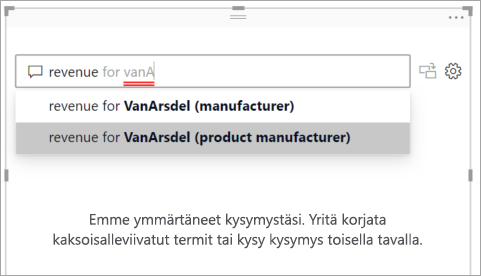 revenue for vanA
revenue for VanArsdel (manufacturer)
revenue for VanArsdel (product manufacturer)
Emme ymmärtäneet kysymystäsi. Yritä korjata
kaksoisalleviivatut termit tai kysy kysymys toisella tavalla.